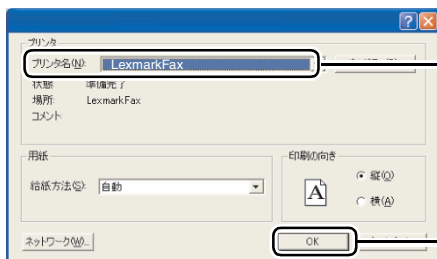 プリンタ
プリンタ名(N): LexmarkFax
状態: 準備完了
場所: LexmarkFax
コメント:
用紙
給紙方法(S): 自動
印刷の向き
A
縦(O)
横(A)
ネットワーク(W)...
OK